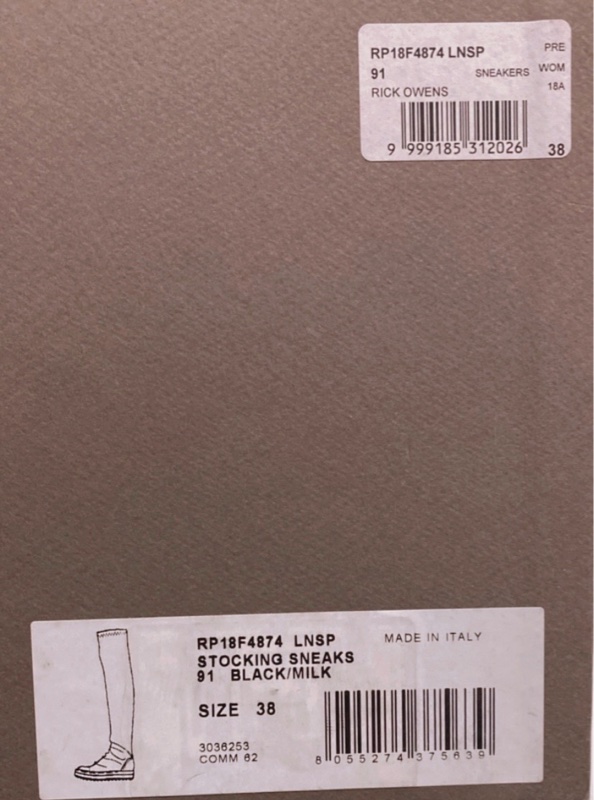 RP18F4874 LNSP PRE
91 SNEAKERS WOM
RICK OWENS 18A
9 999185 312026 38
RP18F4874 LNSP MADE IN ITALY
STOCKING SNEAKS
91 BLACK/MILK
SIZE 38
3036253
COMM 62
8 055274 375639